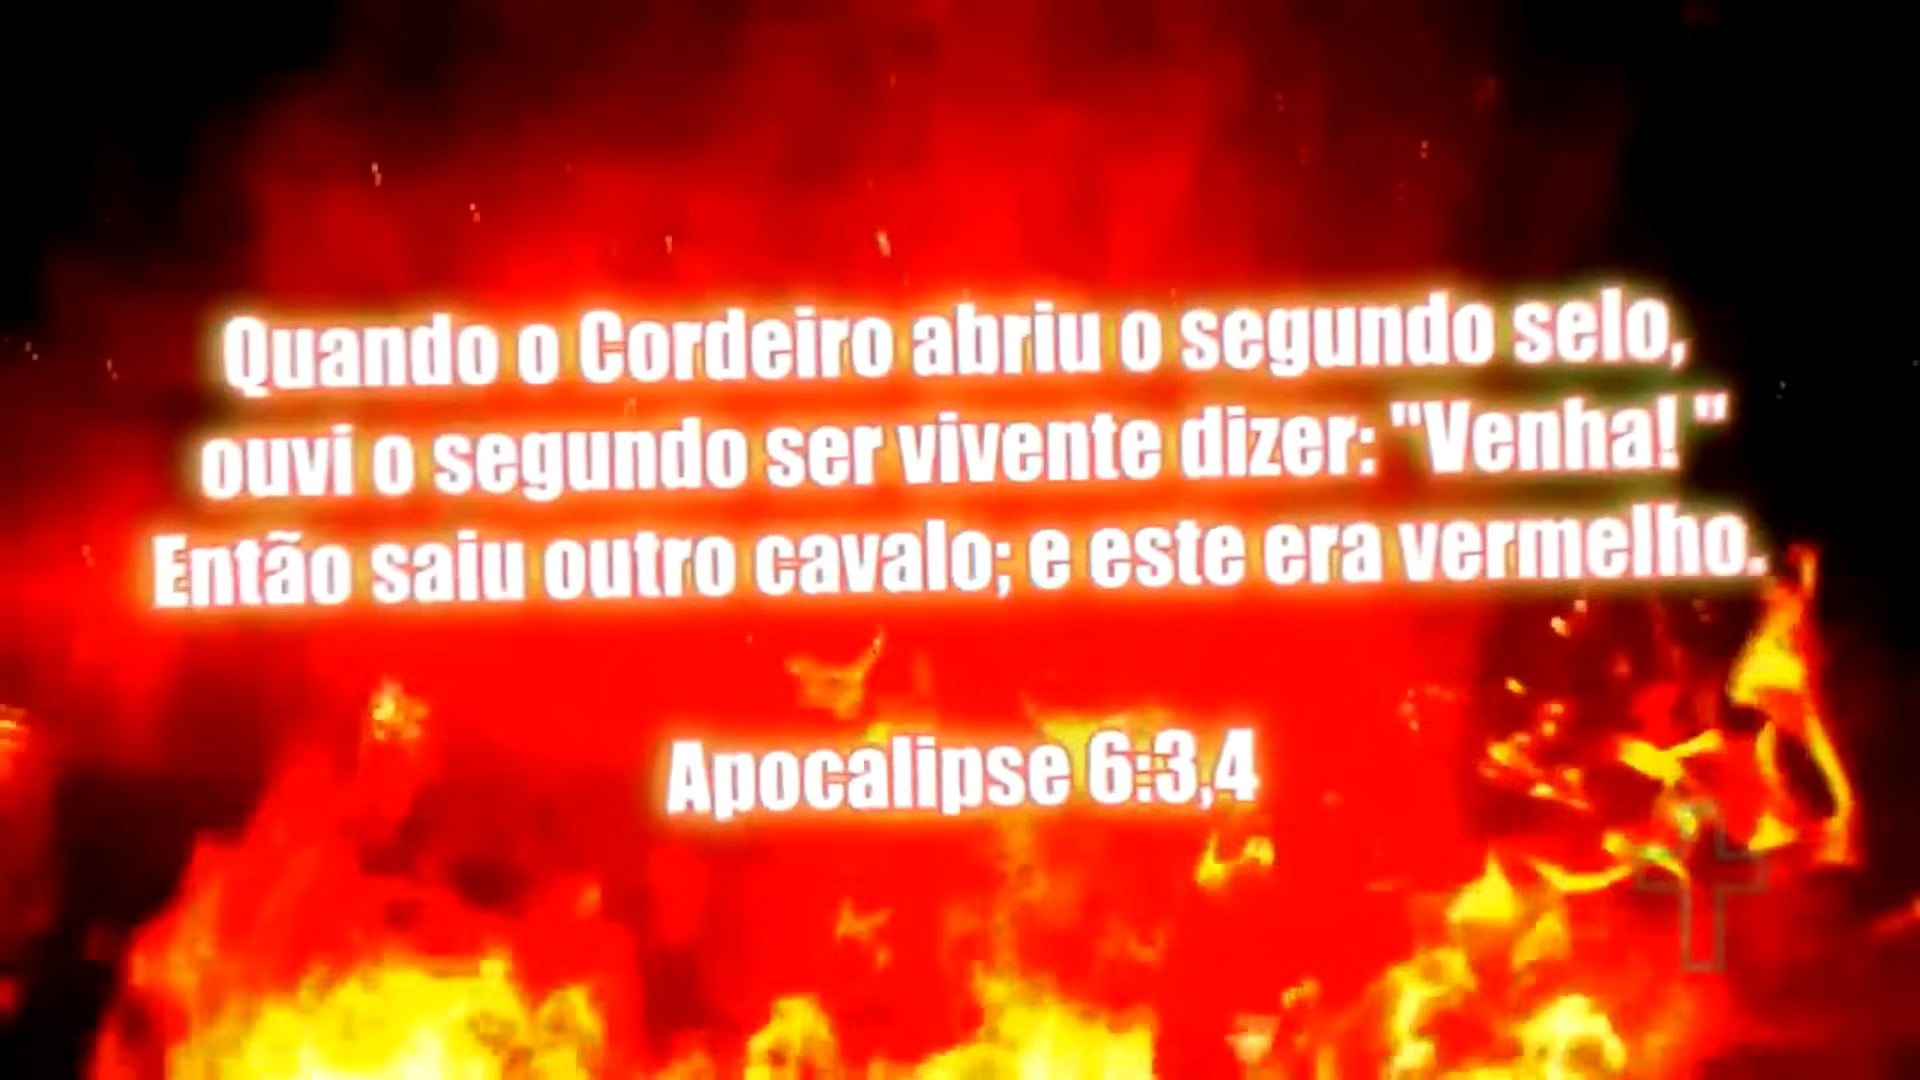 Quando o Cordeiro abriu o segundo selo,
ouvi o segundo ser vivente dizer: "Venha!"
Então saiu outro cavalo; e este era vermelho.
Apocalipse 6:3,4